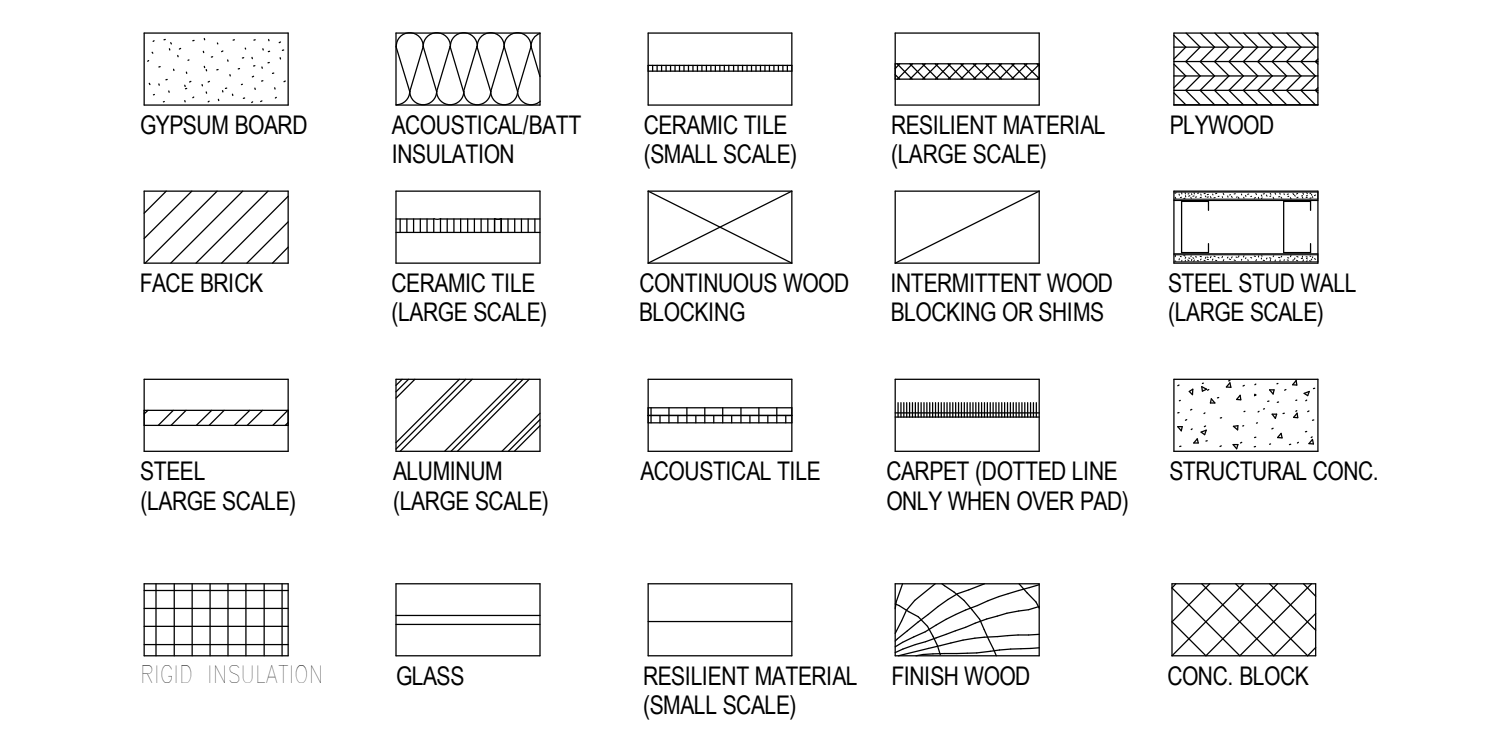 GYPSUM BOARD
ACOUSTICAL/BATT
INSULATION
CERAMIC TILE
(SMALL SCALE)
RESILIENT MATERIAL
(LARGE SCALE)
PLYWOOD
FACE BRICK
CERAMIC TILE
(LARGE SCALE)
CONTINUOUS WOOD
BLOCKING
INTERMITTENT WOOD
BLOCKING OR SHIMS
STEEL STUD WALL
(LARGE SCALE)
STEEL
(LARGE SCALE)
ALUMINUM
(LARGE SCALE)
ACOUSTICAL TILE
CARPET (DOTTED LINE
ONLY WHEN OVER PAD)
STRUCTURAL CONC.
RIGID INSULATION
GLASS
RESILIENT MATERIAL
(SMALL SCALE)
FINISH WOOD
CONC. BLOCK